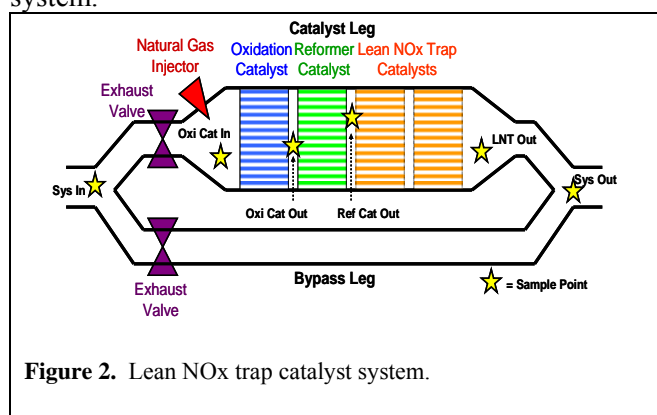 system.
Catalyst Leg
Natural Gas
Injector
Oxidation
Catalyst
Reformer
Catalyst
Lean NOx Trap
Catalysts
Exhaust
Valve
Oxi Cat In
LNT Out
Sys In
Sys Out
Oxi Cat Out
Ref Cat Out
Bypass Leg
Exhaust
Valve
= Sample Point
Figure 2. Lean NOx trap catalyst system.